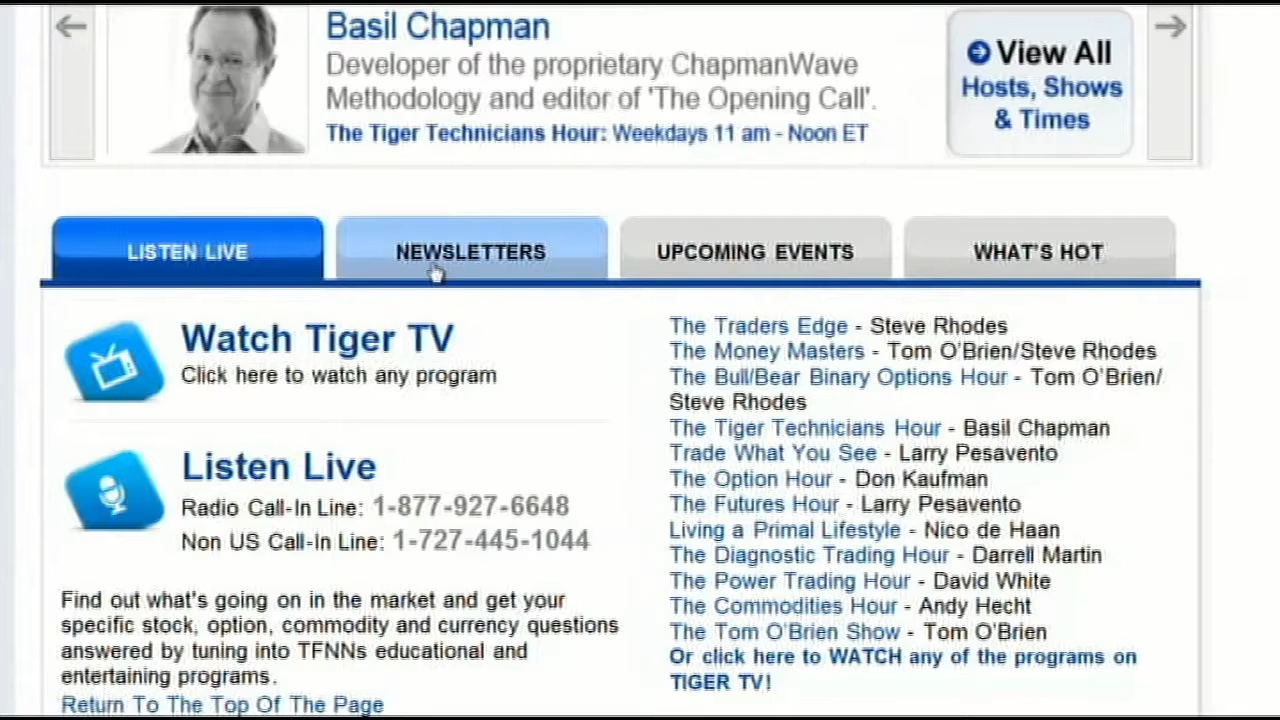 Basil Chapman
Developer of the proprietary ChapmanWave
Methodology and editor of 'The Opening Call'.
The Tiger Technicians Hour: Weekdays 11 am - Noon ET
View All
Hosts, Shows
& Times
LISTEN LIVE
NEWSLETTERS
UPCOMING EVENTS
WHAT'S HOT
Watch Tiger TV
Click here to watch any program
Listen Live
Radio Call-In Line: 1-877-927-6648
Non US Call-In Line: 1-727-445-1044
Find out what's going on in the market and get your
specific stock, option, commodity and currency questions
answered by tuning into TFNNs educational and
entertaining programs.
Return To The Top Of The Page
The Traders Edge - Steve Rhodes
The Money Masters - Tom O'Brien/Steve Rhodes
The Bull/Bear Binary Options Hour - Tom O'Brien/
Steve Rhodes
The Tiger Technicians Hour - Basil Chapman
Trade What You See - Larry Pesavento
The Option Hour - Don Kaufman
The Futures Hour - Larry Pesavento
Living a Primal Lifestyle - Nico de Haan
The Diagnostic Trading Hour - Darrell Martin
The Power Trading Hour - David White
The Commodities Hour - Andy Hecht
The Tom O'Brien Show - Tom O'Brien
Or click here to WATCH any of the programs on
TIGER TV!